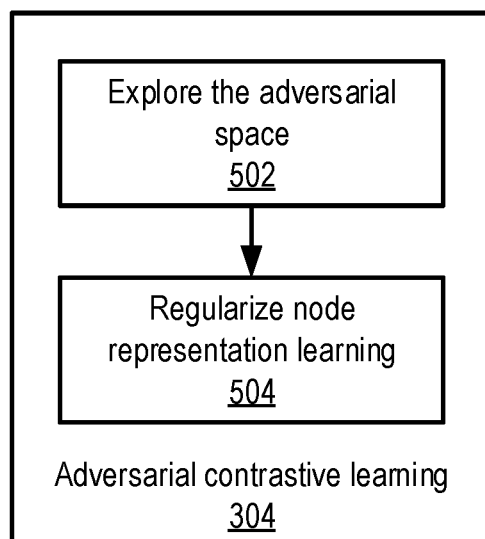 Explore the adversarial
space
502
Regularize node
representation learning
504
Adversarial contrastive learning
304